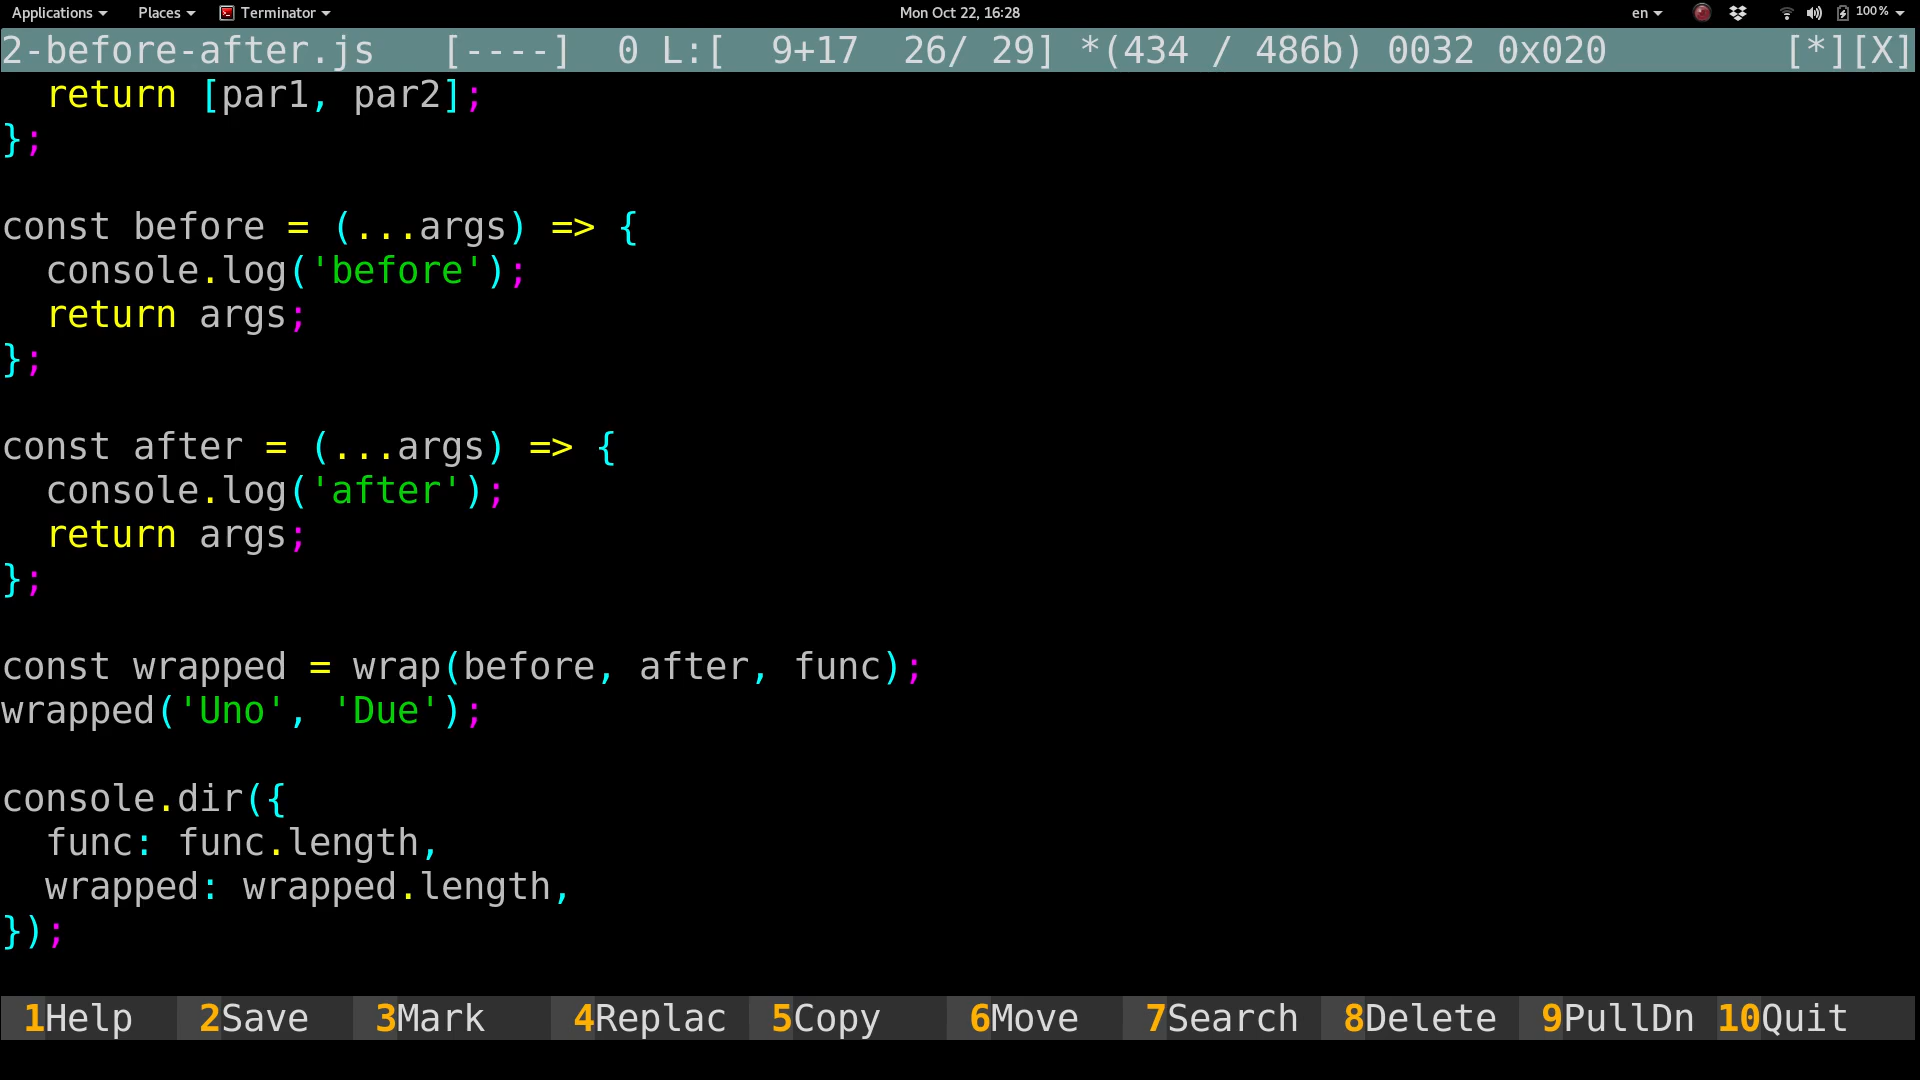 Applications Places Terminator Mon Oct 22, 16:28 en 100%
2-before-after.js [----] 0 L:[ 9+17 26/ 29] *(434 / 486b) 0032 0x020 [*][X]
return [par1, par2];
};
const before = (...args) => {
console.log('before');
return args;
};
const after = (...args) => {
console.log('after');
return args;
};
const wrapped = wrap(before, after, func);
wrapped('Uno', 'Due');
console.dir({
func: func.length,
wrapped: wrapped.length,
});
1Help 2Save 3Mark 4Replac 5Copy 6Move 7Search 8Delete 9PullDn 10Quit